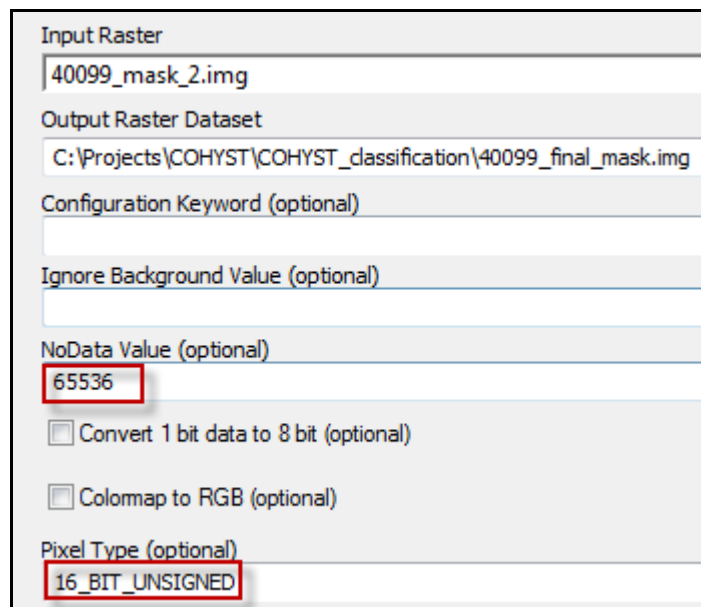 Input Raster
40099_mask_2.img
Output Raster Dataset
C:\Projects\COHYST\COHYST_classification\40099_final_mask.img
Configuration Keyword (optional)
Ignore Background Value (optional)
NoData Value (optional)
65536
Convert 1 bit data to 8 bit (optional)
Colormap to RGB (optional)
Pixel Type (optional)
16_BIT_UNSIGNED